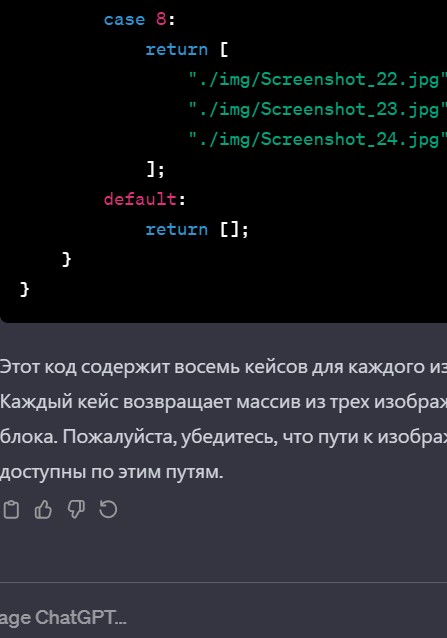 case 8:
return [
"./img/Screenshot_22.jpg"
"./img/Screenshot_23.jpg"
"./img/Screenshot_24.jpg"
];
default:
return [];
}
}
Этот код содержит восемь кейсов для каждого из
Каждый кейс возвращает массив из трех изображ
блока. Пожалуйста, убедитесь, что пути к изобра
доступны по этим путям.
age ChatGPT...